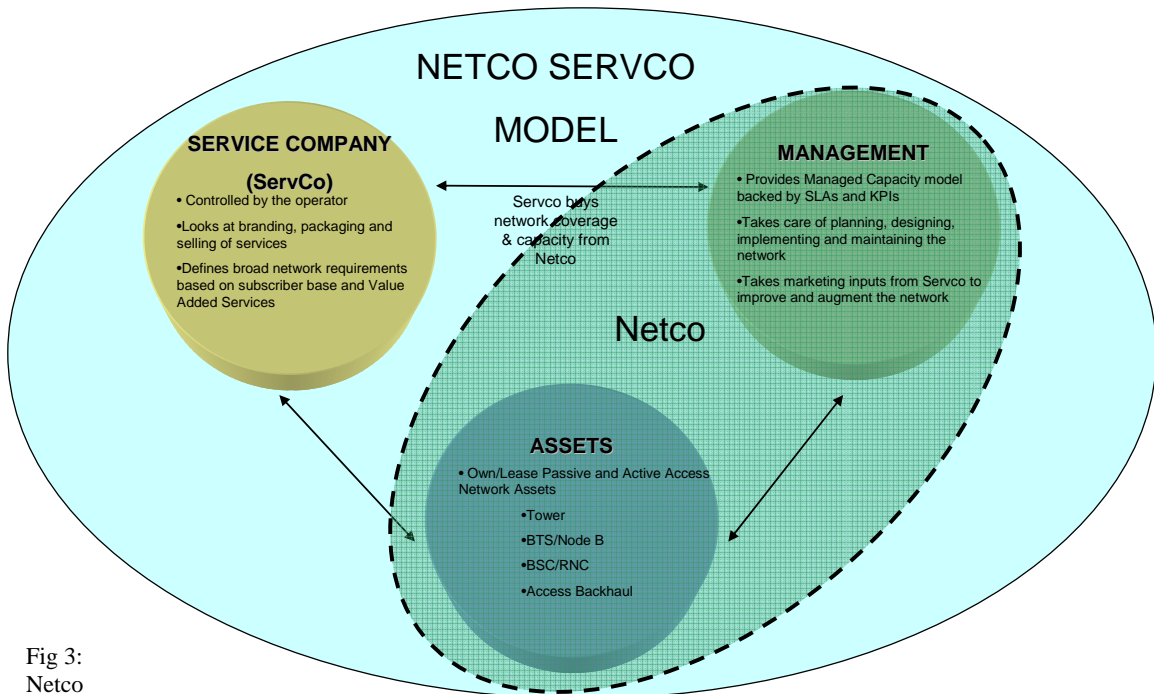 NETCO SERVCO
MODEL
SERVICE COMPANY
(ServCo)
• Controlled by the operator
•Looks at branding, packaging and
selling of services
•Defines broad network requirements
based on subscriber base and Value
Added Services
Servco buys
network coverage
& capacity from
Netco
MANAGEMENT
• Provides Managed Capacity model
backed by SLAs and KPIs
•Takes care of planning, designing,
implementing and maintaining the
network
•Takes marketing inputs from Servco to
improve and augment the network
Netco
ASSETS
• Own/Lease Passive and Active Access
Network Assets
•Tower
•BTS/Node B
•BSC/RNC
•Access Backhaul
Fig 3:
Netco